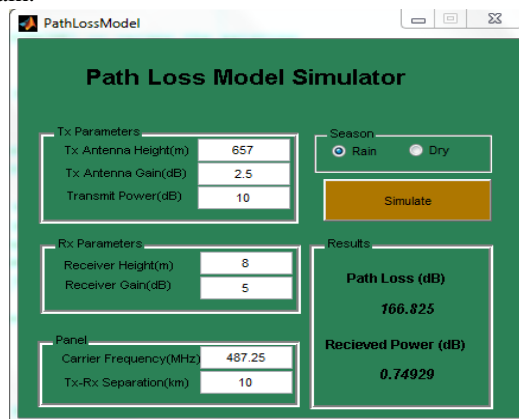 PathLossModel
Path Loss Model Simulator
Tx Parameters
Tx Antenna Height(m) 657
Tx Antenna Gain(dB) 2.5
Transmit Power(dB) 10
Season
Rain Dry
Simulate
Rx Parameters
Receiver Height(m) 8
Receiver Gain(dB) 5
Results
Path Loss (dB)
166.825
Recieved Power (dB)
0.74929
Panel
Carrier Frequency(MHz) 487.25
Tx-Rx Separation(km) 10